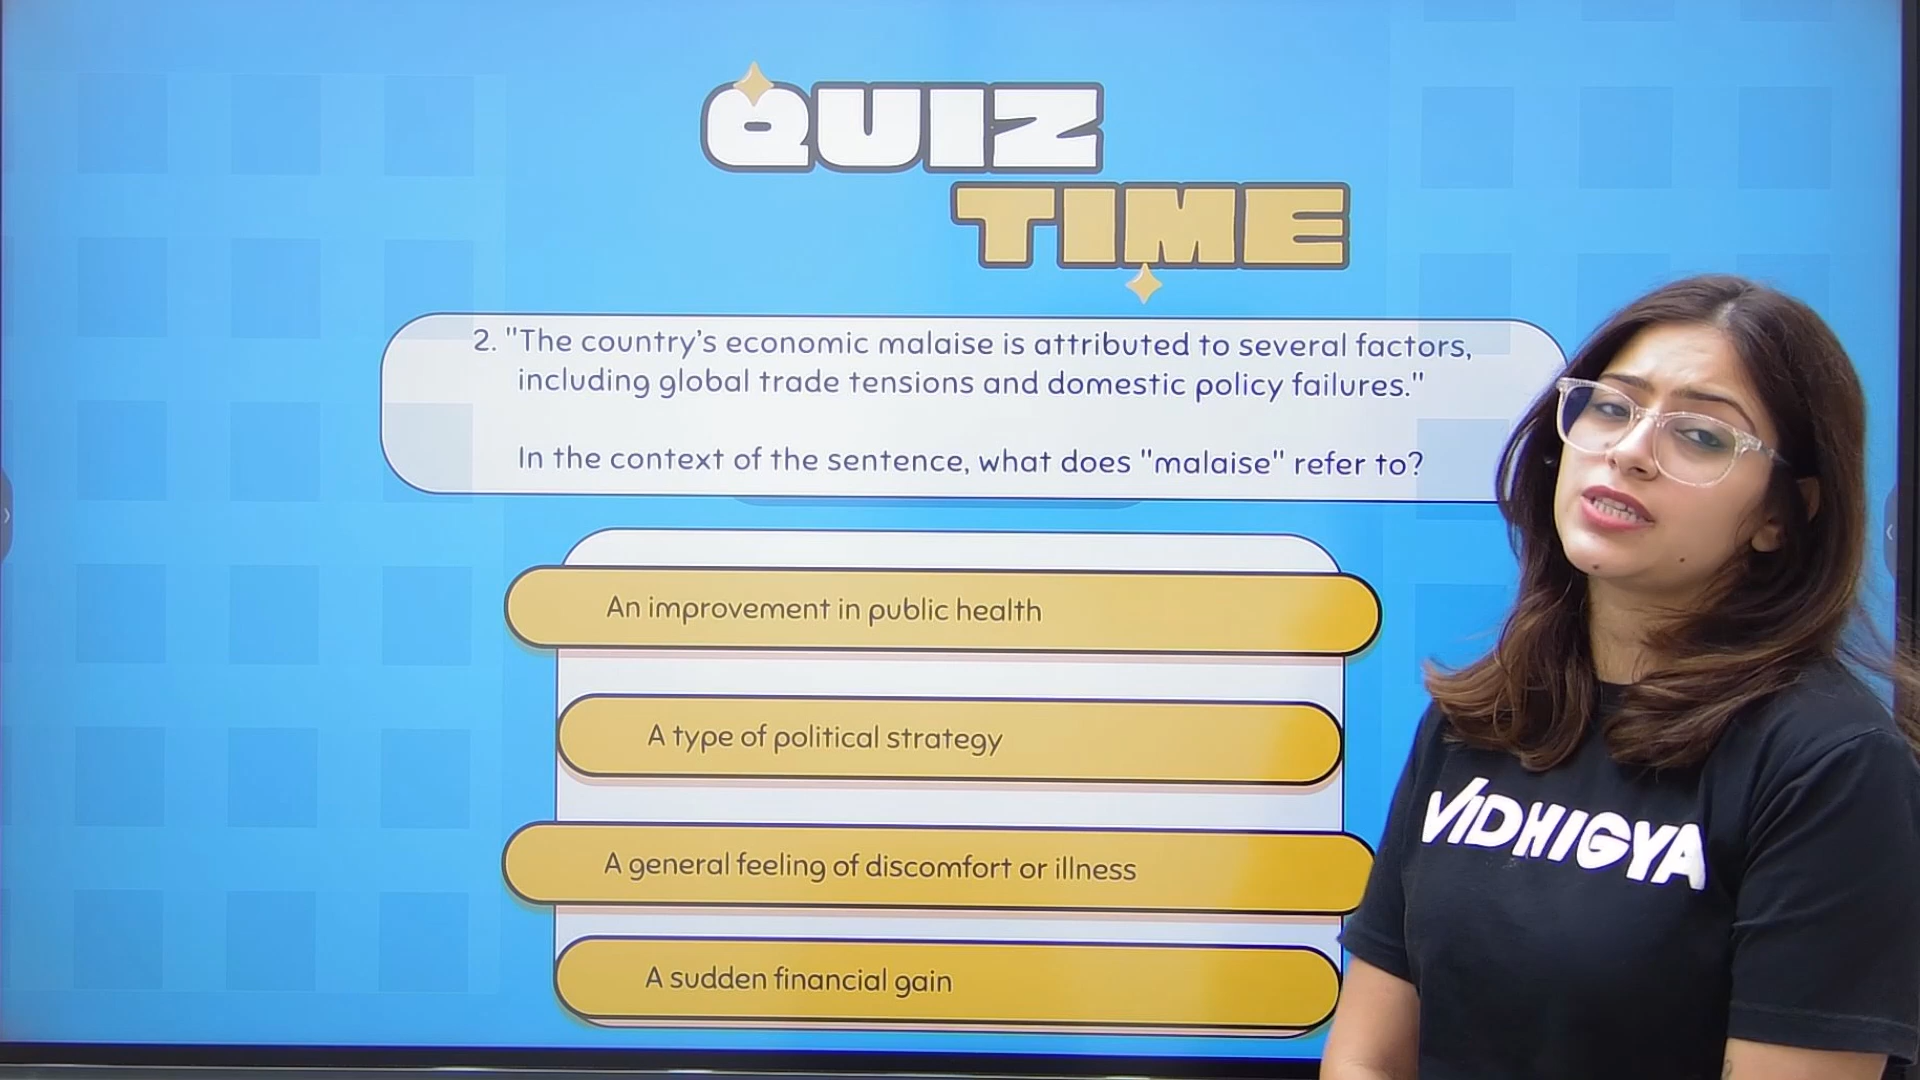 QUIZ
TIME
2. "The country's economic malaise is attributed to several factors,
including global trade tensions and domestic policy failures."
In the context of the sentence, what does "malaise" refer to?
An improvement in public health
A type of political strategy
A general feeling of discomfort or illness
A sudden financial gain
VIDHIGYA